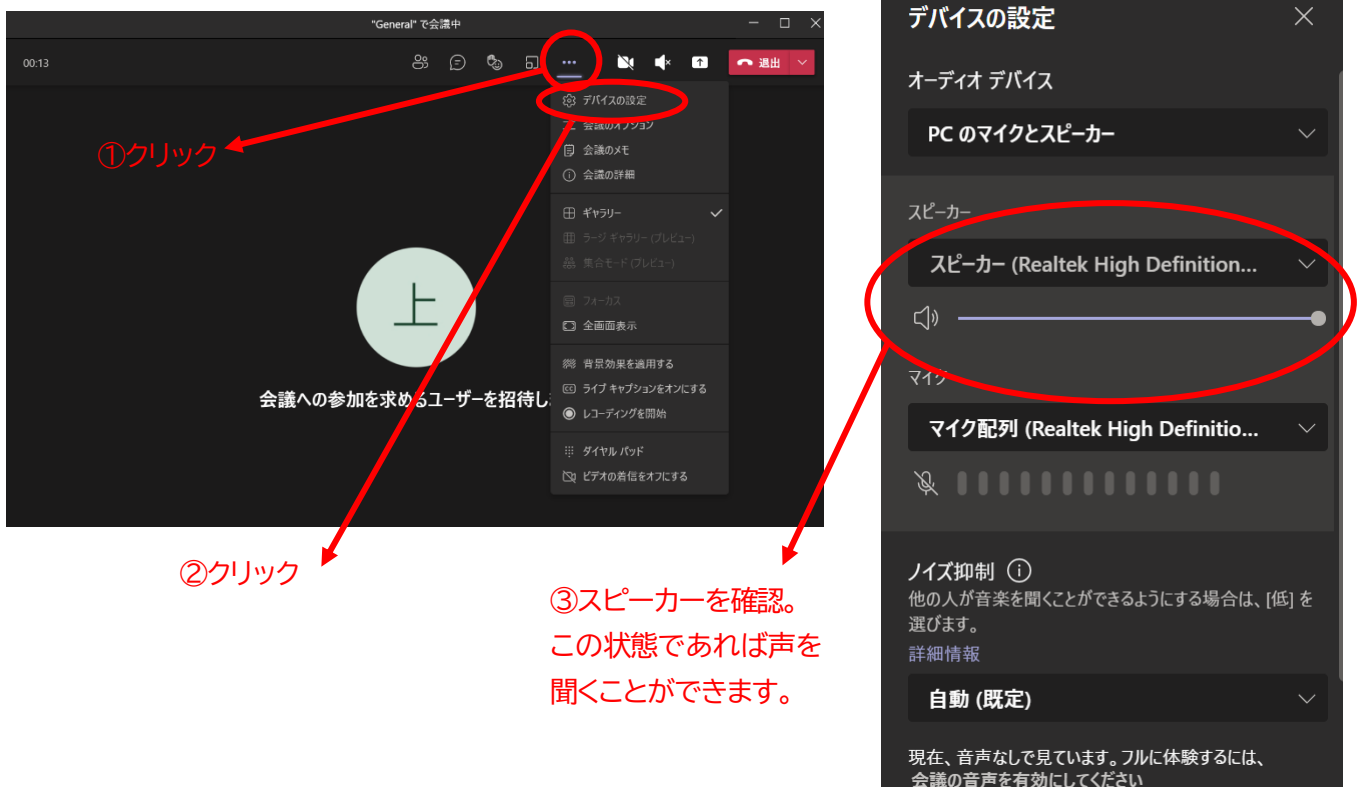 "General" で会議中
00:13
退出
①クリック
デバイスの設定
会議のオプション
会議のメモ
会議の詳細
ギャラリー
ラージ ギャラリー (プレビュー)
集合モード (プレビュー)
フォーカス
全画面表示
背景効果を適用する
ライブ キャプションをオンにする
レコーディングを開始
ダイヤル パッド
ビデオの着信をオフにする
上
会議への参加を求めるユーザーを招待し
②クリック
③スピーカーを確認。
この状態であれば声を
聞くことができます。
デバイスの設定
オーディオ デバイス
PC のマイクとスピーカー
スピーカー
スピーカー (Realtek High Definition...
マイク
マイク配列 (Realtek High Definitio...
ノイズ抑制
他の人が音楽を聞くことができるようにする場合は、[低] を
選びます。
詳細情報
自動 (既定)
現在、音声なしで見ています。フルに体験するには、
会議の音声を有効にしてください